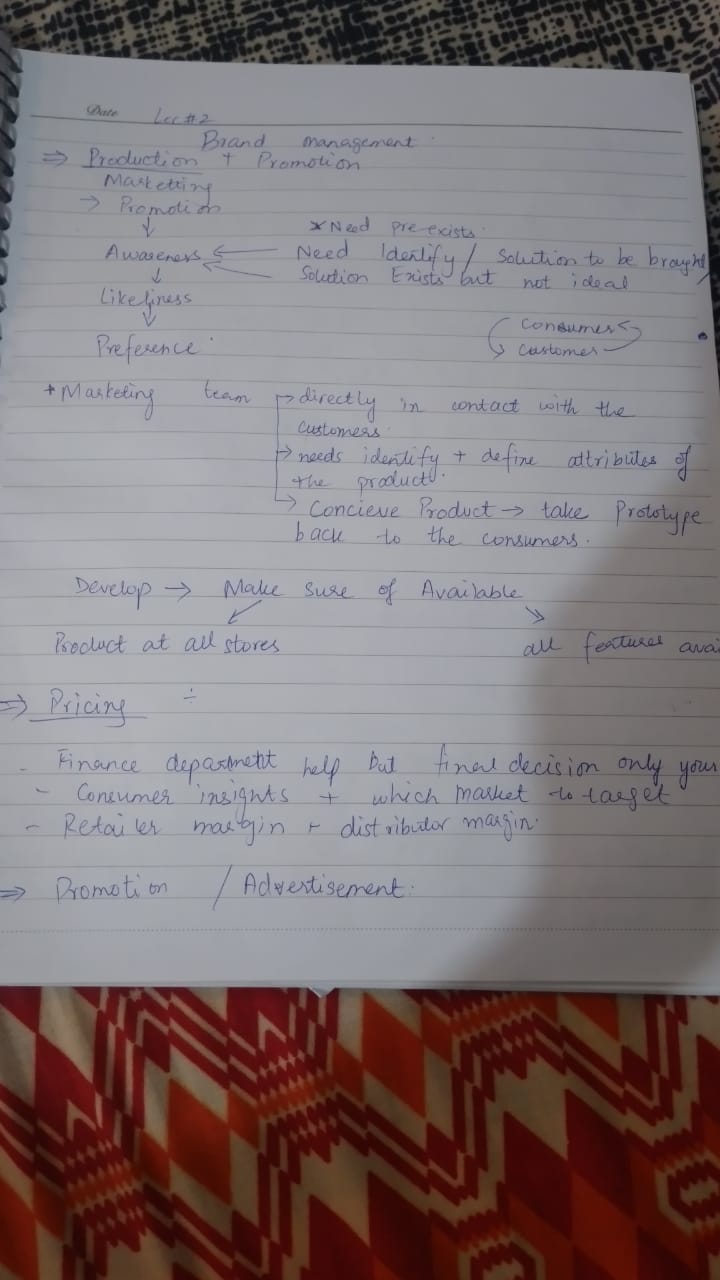 Date Lec #2
Brand management
⇒ Production + Promotion
Marketting
→ Promotion
↓
* Need pre-exists.
Awareness ← Need Identify / Solution to be brought/
← Solution Exists but not ideal
↓
Likeliness
↓
Preference
Consumers
Customer
+ Marketing team → directly in contact with the
customers.
→ needs identify + define attributes of
the product.
→ Concieve Product → take Prototype
back to the consumers.
Develop → Make sure of Available
Product at all stores all features avai
⇒ Pricing ÷
- Finance department help but final decision only your
- Consumer insights + which market to target
- Retailer margin + distributor margin.
⇒ Promotion / Advertisement.